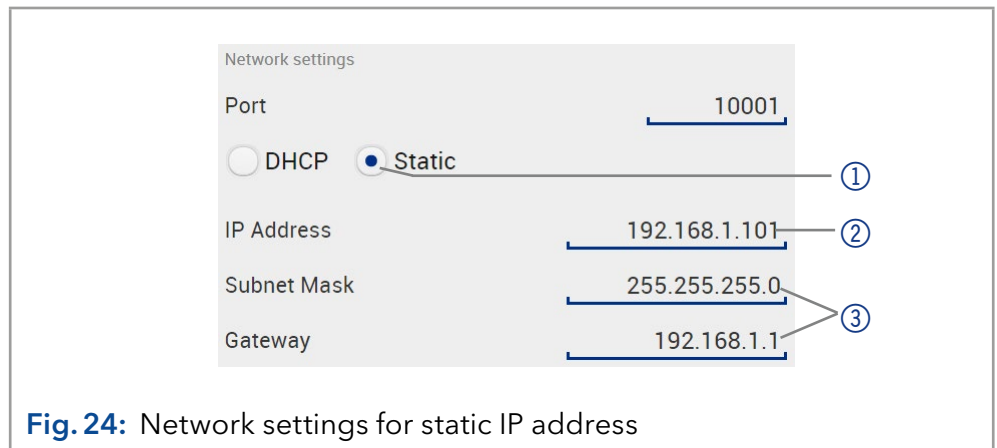 Network settings
Port 10001
DHCP Static
①
IP Address 192.168.1.101 ②
Subnet Mask 255.255.255.0
③
Gateway 192.168.1.1
Fig. 24: Network settings for static IP address